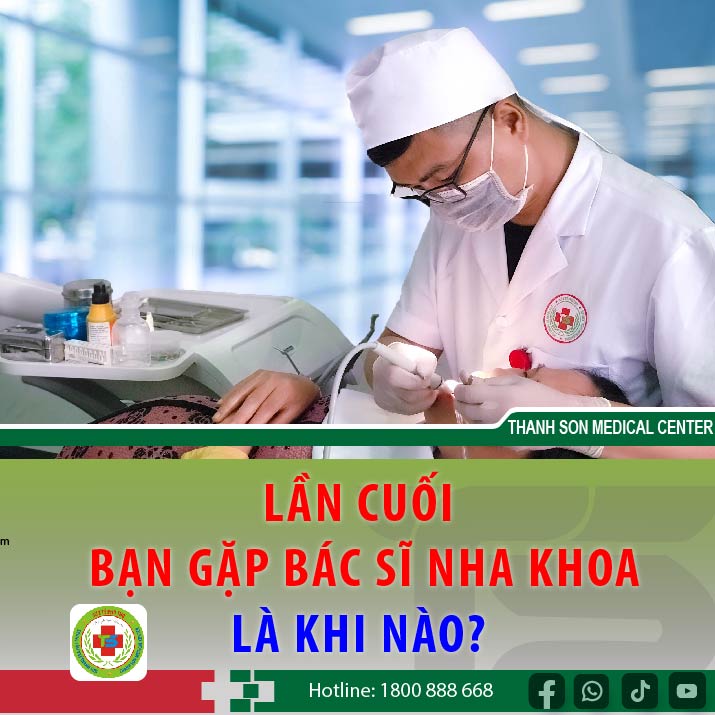 THANH SON MEDICAL CENTER
LẦN CUỐI
m
BẠN GẶP BÁC SĨ NHA KHOA
LÀ KHI NÀO?
Hotline: 1800 888 668